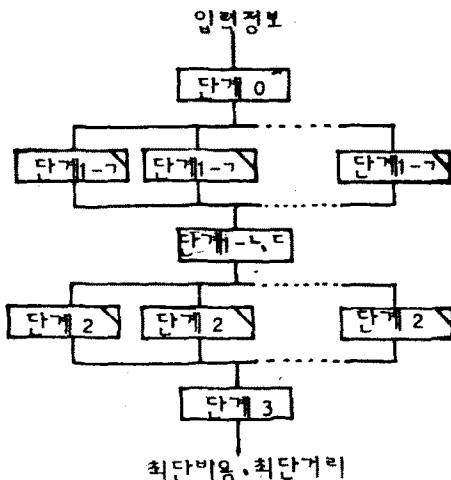 입력정보
단계 0
단계1-ㄱ 단계1-ㄱ 단계1-ㄱ
단계1-ㄴ,ㄷ
단계 2 단계 2 단계 2
단계 3
최단비용·최단거리